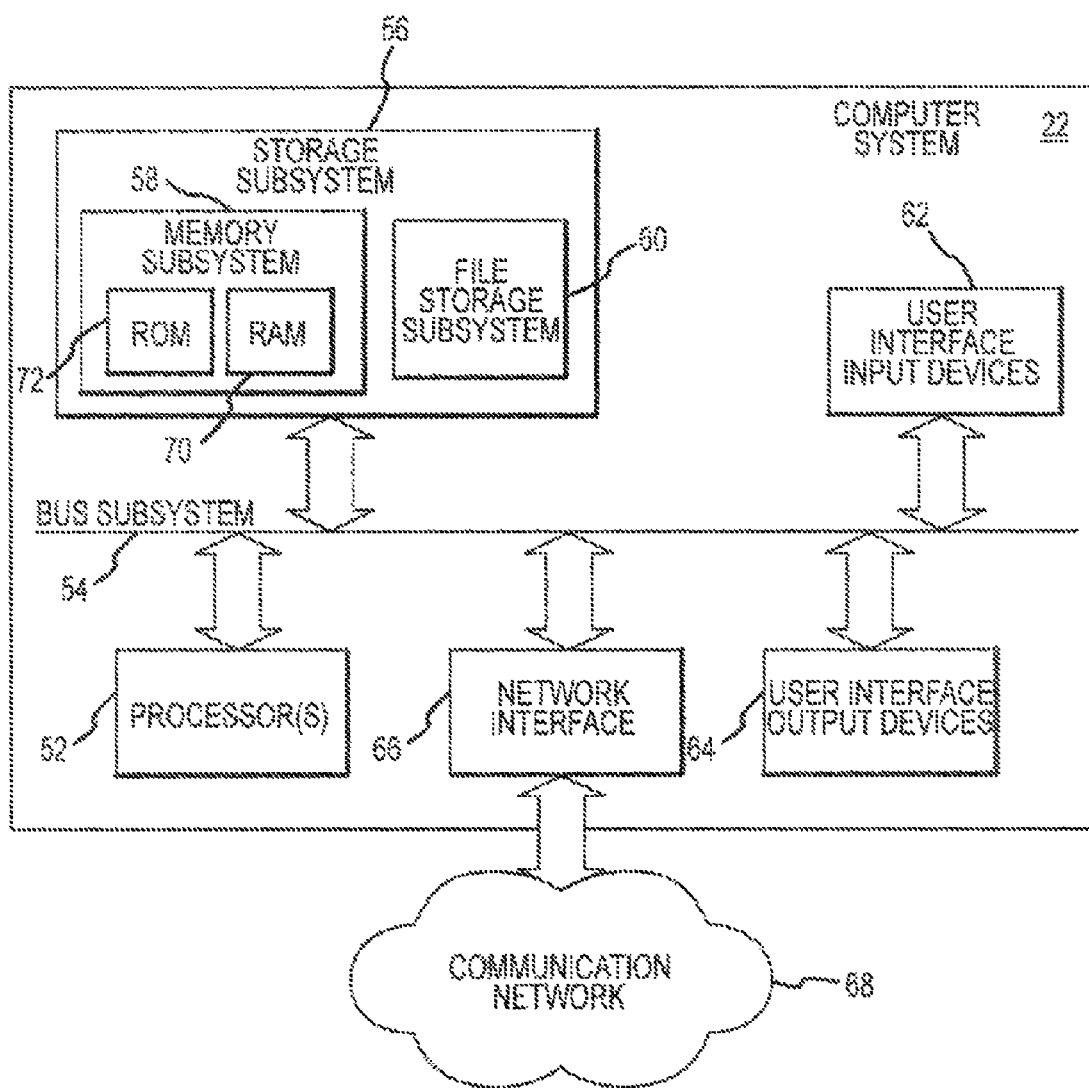 56
COMPUTER
SYSTEM
22
STORAGE
SUBSYSTEM
58
MEMORY
SUBSYSTEM
ROM
RAM
72
70
FILE
STORAGE
SUBSYSTEM
60
62
USER
INTERFACE
INPUT DEVICES
BUS SUBSYSTEM
54
PROCESSOR(S)
52
NETWORK
INTERFACE
66
USER INTERFACE
OUTPUT DEVICES
64
COMMUNICATION
NETWORK
68